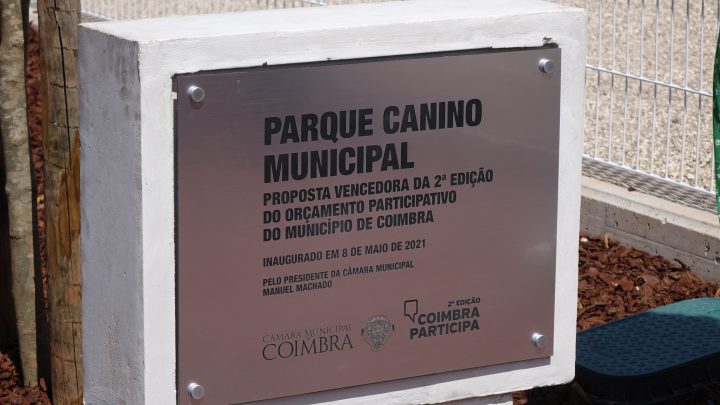 PARQUE CANINO
MUNICIPAL
PROPOSTA VENCEDORA DA 2ª EDIÇÃO
DO ORÇAMENTO PARTICIPATIVO
DO MUNICÍPIO DE COIMBRA
INAUGURADO EM 8 DE MAIO DE 2021
PELO PRESIDENTE DA CÂMARA MUNICIPAL
MANUEL MACHADO
CÂMARA MUNICIPAL
COIMBRA
2ª EDIÇÃO
COIMBRA
PARTICIPA